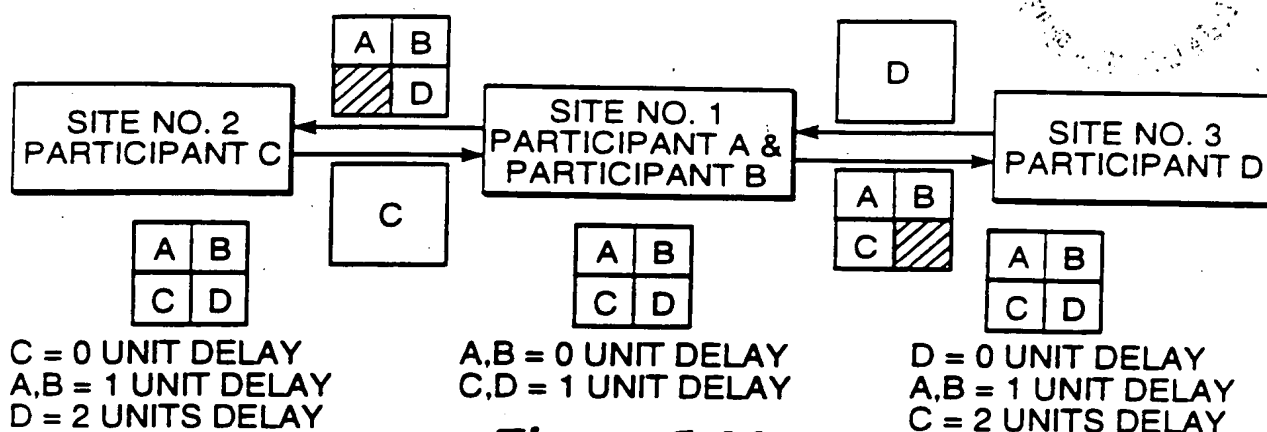 A B
D
D
SITE NO. 2
PARTICIPANT C
SITE NO. 1
PARTICIPANT A &
PARTICIPANT B
SITE NO. 3
PARTICIPANT D
C
A B
C
A B
C D
A B
C D
A B
C D
C = 0 UNIT DELAY
A,B = 1 UNIT DELAY
D = 2 UNITS DELAY
A,B = 0 UNIT DELAY
C,D = 1 UNIT DELAY
D = 0 UNIT DELAY
A,B = 1 UNIT DELAY
C = 2 UNITS DELAY